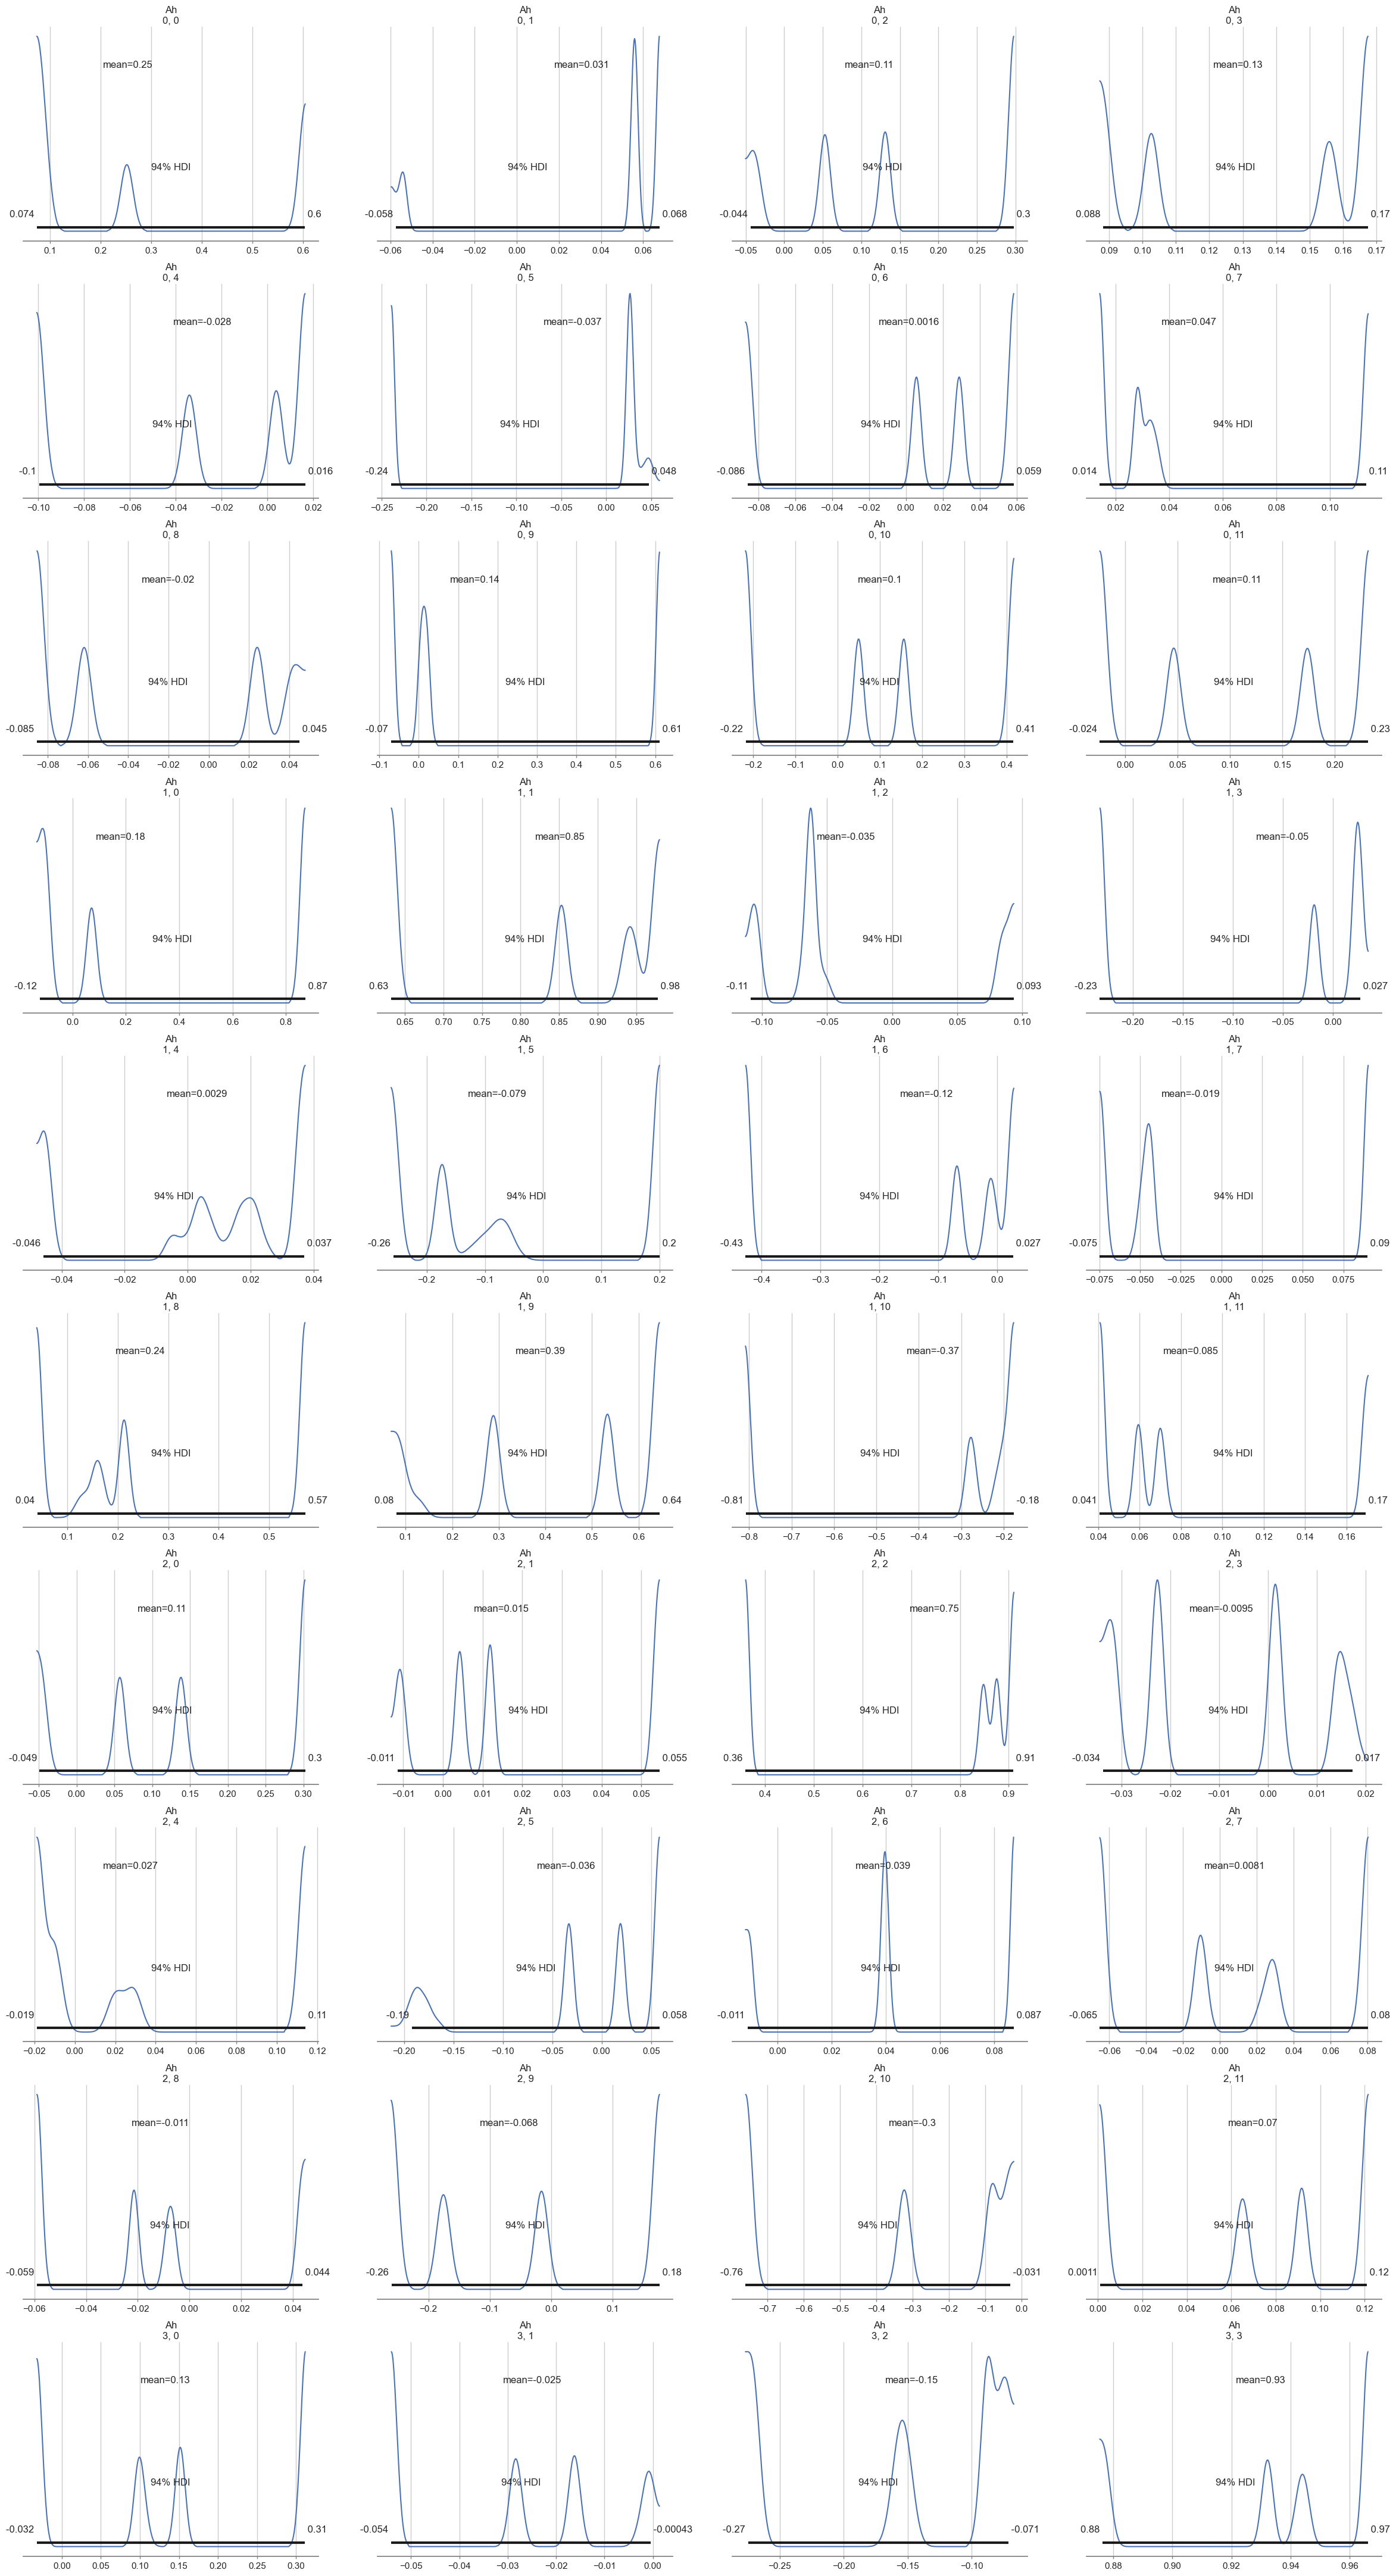 Ah
0, 0
mean=0.25
94% HDI
0.074 0.6
0.1 0.2 0.3 0.4 0.5 0.6
Ah
0, 1
mean=0.031
94% HDI
-0.058 0.068
−0.06 −0.04 −0.02 0.00 0.02 0.04 0.06
Ah
0, 2
mean=0.11
94% HDI
-0.044 0.3
−0.05 0.00 0.05 0.10 0.15 0.20 0.25 0.30
Ah
0, 3
mean=0.13
94% HDI
0.088 0.17
0.09 0.10 0.11 0.12 0.13 0.14 0.15 0.16 0.17
Ah
0, 4
mean=-0.028
94% HDI
-0.1 0.016
−0.10 −0.08 −0.06 −0.04 −0.02 0.00 0.02
Ah
0, 5
mean=-0.037
94% HDI
-0.24 0.048
−0.25 −0.20 −0.15 −0.10 −0.05 0.00 0.05
Ah
0, 6
mean=0.0016
94% HDI
-0.086 0.059
−0.08 −0.06 −0.04 −0.02 0.00 0.02 0.04 0.06
Ah
0, 7
mean=0.047
94% HDI
0.014 0.11
0.02 0.04 0.06 0.08 0.10
Ah
0, 8
mean=-0.02
94% HDI
-0.085 0.045
−0.08 −0.06 −0.04 −0.02 0.00 0.02 0.04
Ah
0, 9
mean=0.14
94% HDI
-0.07 0.61
−0.1 0.0 0.1 0.2 0.3 0.4 0.5 0.6
Ah
0, 10
mean=0.1
94% HDI
-0.22 0.41
−0.2 −0.1 0.0 0.1 0.2 0.3 0.4
Ah
0, 11
mean=0.11
94% HDI
-0.024 0.23
0.00 0.05 0.10 0.15 0.20
Ah
1, 0
mean=0.18
94% HDI
-0.12 0.87
0.0 0.2 0.4 0.6 0.8
Ah
1, 1
mean=0.85
94% HDI
0.63 0.98
0.65 0.70 0.75 0.80 0.85 0.90 0.95
Ah
1, 2
mean=-0.035
94% HDI
-0.11 0.093
−0.10 −0.05 0.00 0.05 0.10
Ah
1, 3
mean=-0.05
94% HDI
-0.23 0.027
−0.20 −0.15 −0.10 −0.05 0.00
Ah
1, 4
mean=0.0029
94% HDI
-0.046 0.037
−0.04 −0.02 0.00 0.02 0.04
Ah
1, 5
mean=-0.079
94% HDI
-0.26 0.2
−0.2 −0.1 0.0 0.1 0.2
Ah
1, 6
mean=-0.12
94% HDI
-0.43 0.027
−0.4 −0.3 −0.2 −0.1 0.0
Ah
1, 7
mean=-0.019
94% HDI
-0.075 0.09
−0.075 −0.050 −0.025 0.000 0.025 0.050 0.075
Ah
1, 8
mean=0.24
94% HDI
0.04 0.57
0.1 0.2 0.3 0.4 0.5
Ah
1, 9
mean=0.39
94% HDI
0.08 0.64
0.1 0.2 0.3 0.4 0.5 0.6
Ah
1, 10
mean=-0.37
94% HDI
-0.81 -0.18
−0.8 −0.7 −0.6 −0.5 −0.4 −0.3 −0.2
Ah
1, 11
mean=0.085
94% HDI
0.041 0.17
0.04 0.06 0.08 0.10 0.12 0.14 0.16
Ah
2, 0
mean=0.11
94% HDI
-0.049 0.3
−0.05 0.00 0.05 0.10 0.15 0.20 0.25 0.30
Ah
2, 1
mean=0.015
94% HDI
-0.011 0.055
−0.01 0.00 0.01 0.02 0.03 0.04 0.05
Ah
2, 2
mean=0.75
94% HDI
0.36 0.91
0.4 0.5 0.6 0.7 0.8 0.9
Ah
2, 3
mean=-0.0095
94% HDI
-0.034 0.017
−0.03 −0.02 −0.01 0.00 0.01 0.02
Ah
2, 4
mean=0.027
94% HDI
-0.019 0.11
−0.02 0.00 0.02 0.04 0.06 0.08 0.10 0.12
Ah
2, 5
mean=-0.036
94% HDI
-0.19 0.058
−0.20 −0.15 −0.10 −0.05 0.00 0.05
Ah
2, 6
mean=0.039
94% HDI
-0.011 0.087
0.00 0.02 0.04 0.06 0.08
Ah
2, 7
mean=0.0081
94% HDI
-0.065 0.08
−0.06 −0.04 −0.02 0.00 0.02 0.04 0.06 0.08
Ah
2, 8
mean=-0.011
94% HDI
-0.059 0.044
−0.06 −0.04 −0.02 0.00 0.02 0.04
Ah
2, 9
mean=-0.068
94% HDI
-0.26 0.18
−0.2 −0.1 0.0 0.1
Ah
2, 10
mean=-0.3
94% HDI
-0.76 -0.031
−0.7 −0.6 −0.5 −0.4 −0.3 −0.2 −0.1 0.0
Ah
2, 11
mean=0.07
94% HDI
0.0011 0.12
0.00 0.02 0.04 0.06 0.08 0.10 0.12
Ah
3, 0
mean=0.13
94% HDI
-0.032 0.31
0.00 0.05 0.10 0.15 0.20 0.25 0.30
Ah
3, 1
mean=-0.025
94% HDI
-0.054 -0.00043
−0.05 −0.04 −0.03 −0.02 −0.01 0.00
Ah
3, 2
mean=-0.15
94% HDI
-0.27 -0.071
−0.25 −0.20 −0.15 −0.10
Ah
3, 3
mean=0.93
94% HDI
0.88 0.97
0.88 0.90 0.92 0.94 0.96